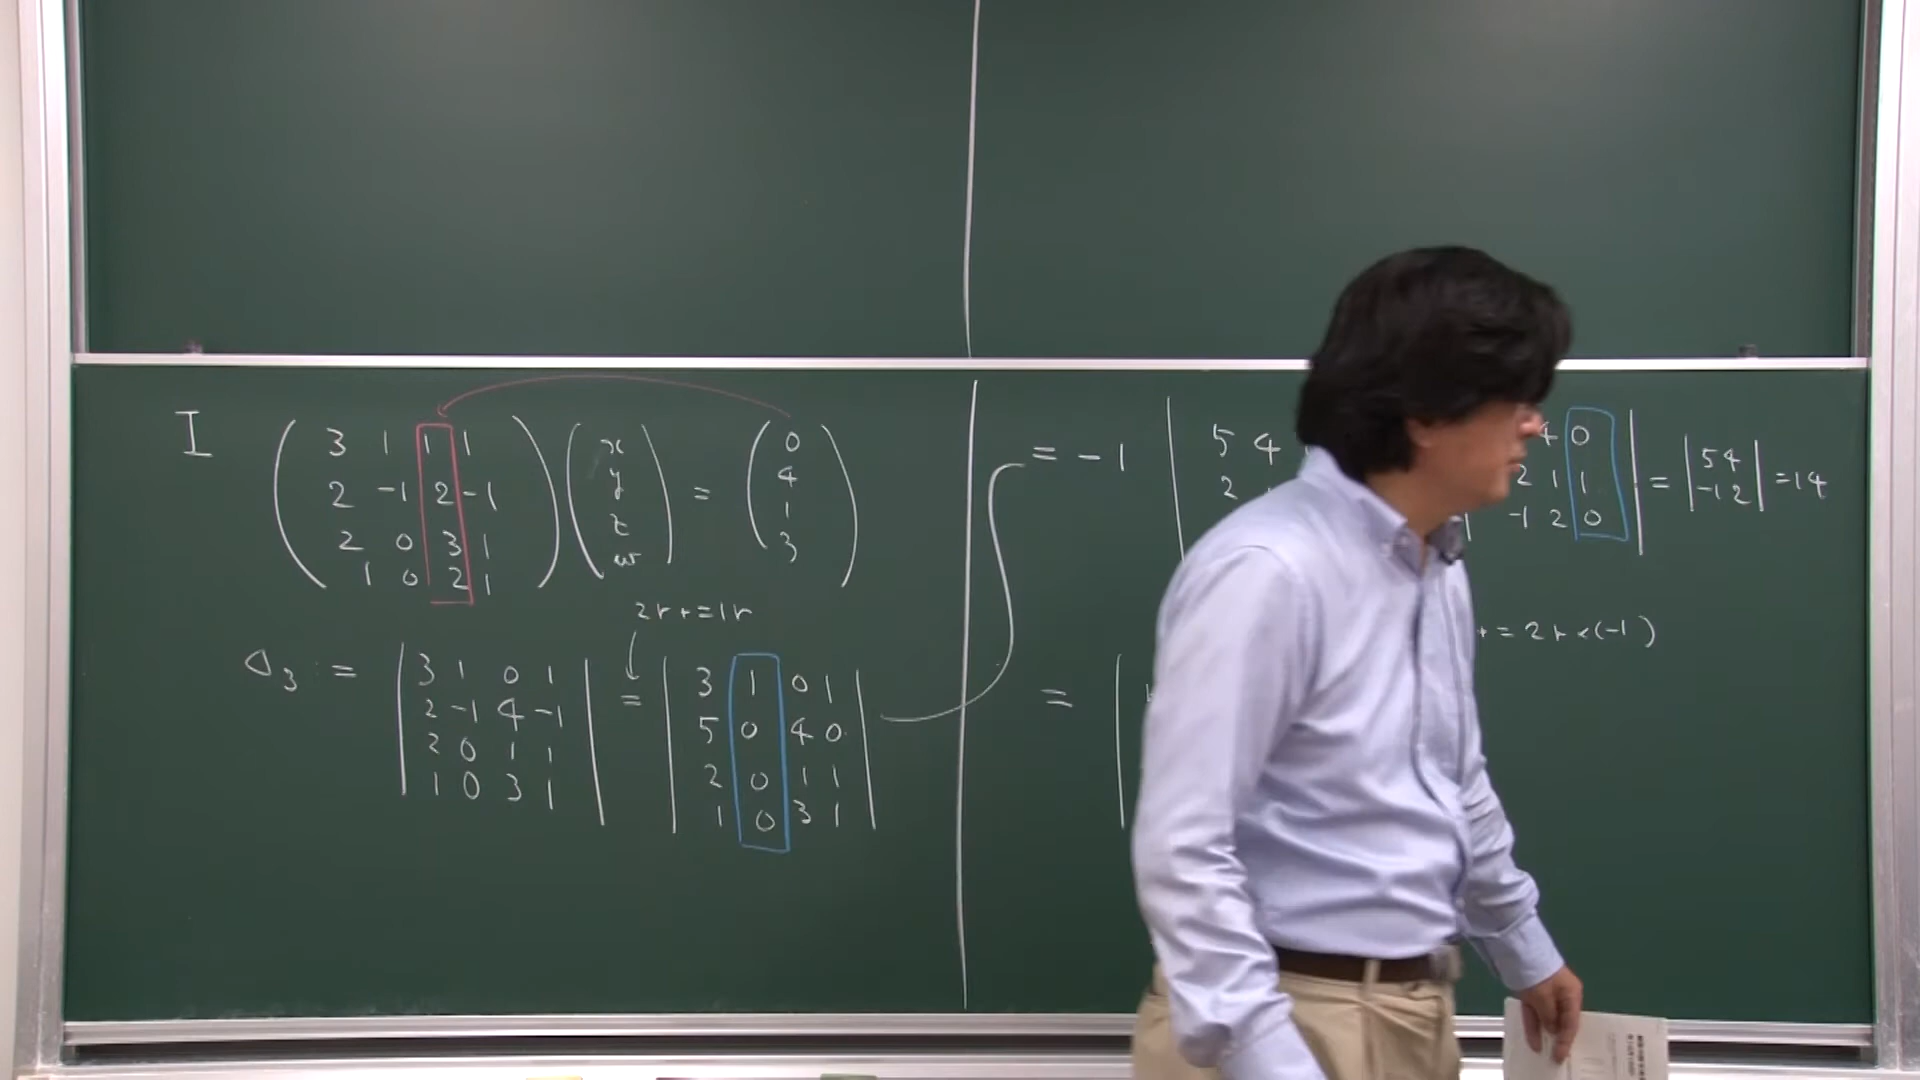 I
3 1 1 1
2 -1 2 -1
2 0 3 1
1 0 2 1
x
y
z
w
=
0
4
1
3
2r += 1r
Δ3 :=
3 1 0 1
2 -1 4 -1
2 0 1 1
1 0 3 1
=
3 1 0 1
5 0 4 0
2 0 1 1
1 0 3 1
= -1
5 4
2
4 0
2 1 1
-1 2 0
=
5 4
-1 2
=14
+= 2r×(-1)
=